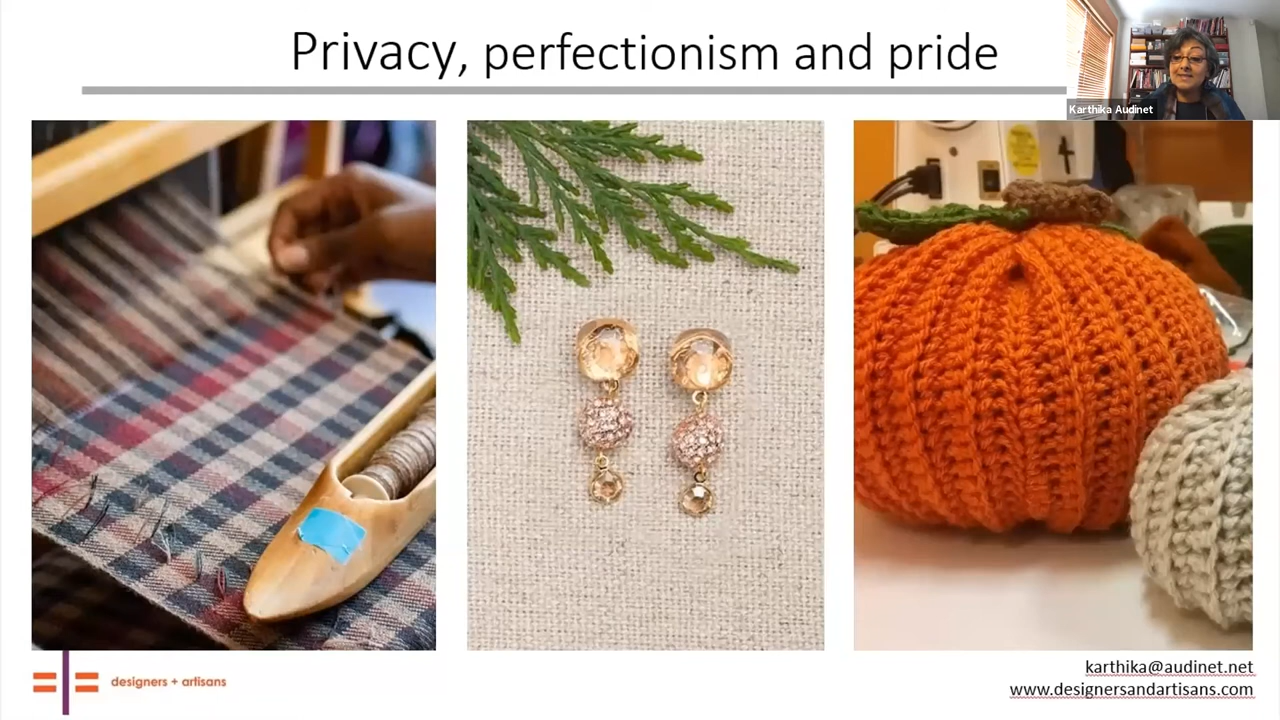 Privacy, perfectionism and pride
Karthika Audinet
designers + artisans
karthika@audinet.net
www.designersandartisans.com